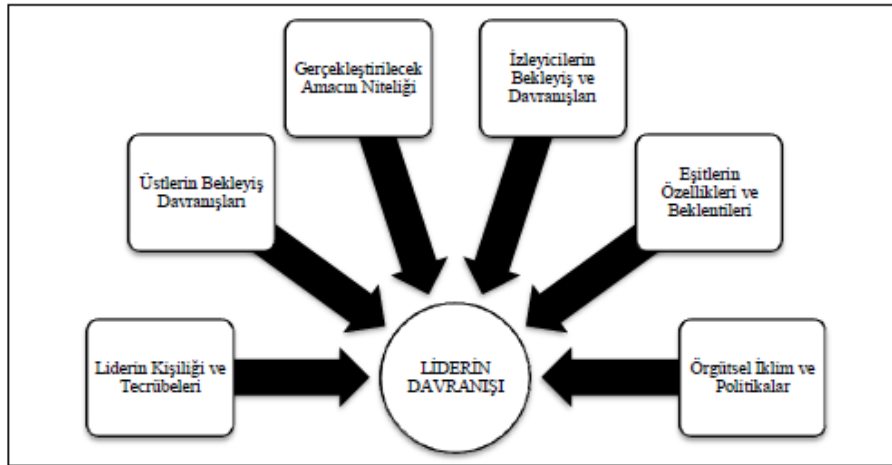 Gerçekleştirilecek
Amacın Niteliği
İzleyicilerin
Bekleyiş ve
Davranışları
Üstlerin Bekleyiş
Davranışları
Eşitlerin
Özellikleri ve
Beklentileri
Liderin Kişiliği ve
Tecrübeleri
LİDERİN
DAVRANIŞI
Örgütsel İklim ve
Politikalar